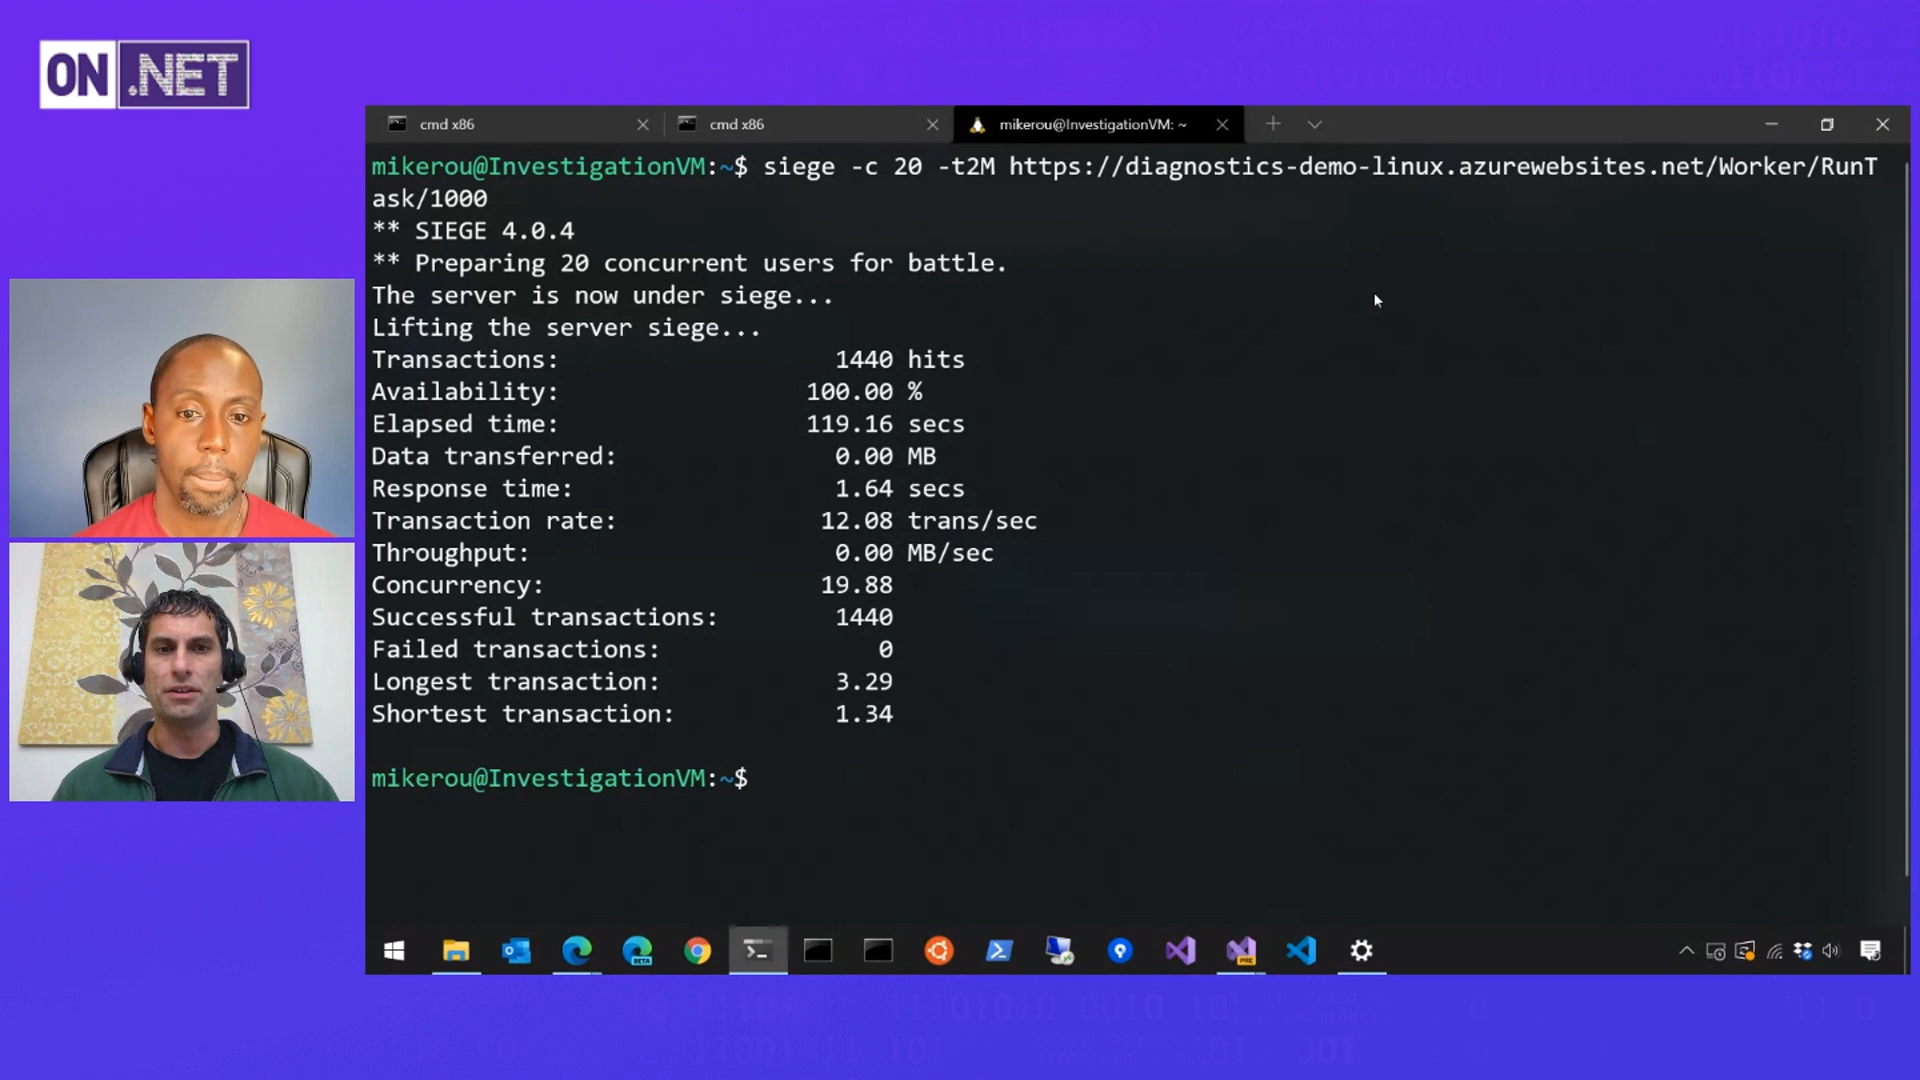 ON .NET
cmd x86
cmd x86
mikerou@InvestigationVM: ~
mikerou@InvestigationVM:~$ siege -c 20 -t2M https://diagnostics-demo-linux.azurewebsites.net/Worker/RunT
ask/1000
** SIEGE 4.0.4
** Preparing 20 concurrent users for battle.
The server is now under siege...
Lifting the server siege...
Transactions: 1440 hits
Availability: 100.00 %
Elapsed time: 119.16 secs
Data transferred: 0.00 MB
Response time: 1.64 secs
Transaction rate: 12.08 trans/sec
Throughput: 0.00 MB/sec
Concurrency: 19.88
Successful transactions: 1440
Failed transactions: 0
Longest transaction: 3.29
Shortest transaction: 1.34
mikerou@InvestigationVM:~$
BETA
PRE